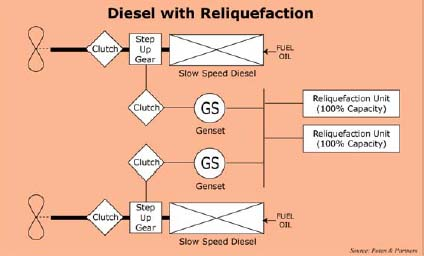 Diesel with Reliquefaction
Clutch
Step
Up
Gear
FUEL
OIL
Slow Speed Diesel
Clutch
GS
Genset
Reliquefaction Unit
(100% Capacity)
Reliquefaction Unit
(100% Capacity)
Clutch
GS
Genset
Clutch
Step
Up
Gear
FUEL
OIL
Slow Speed Diesel
Source: Poten & Partners